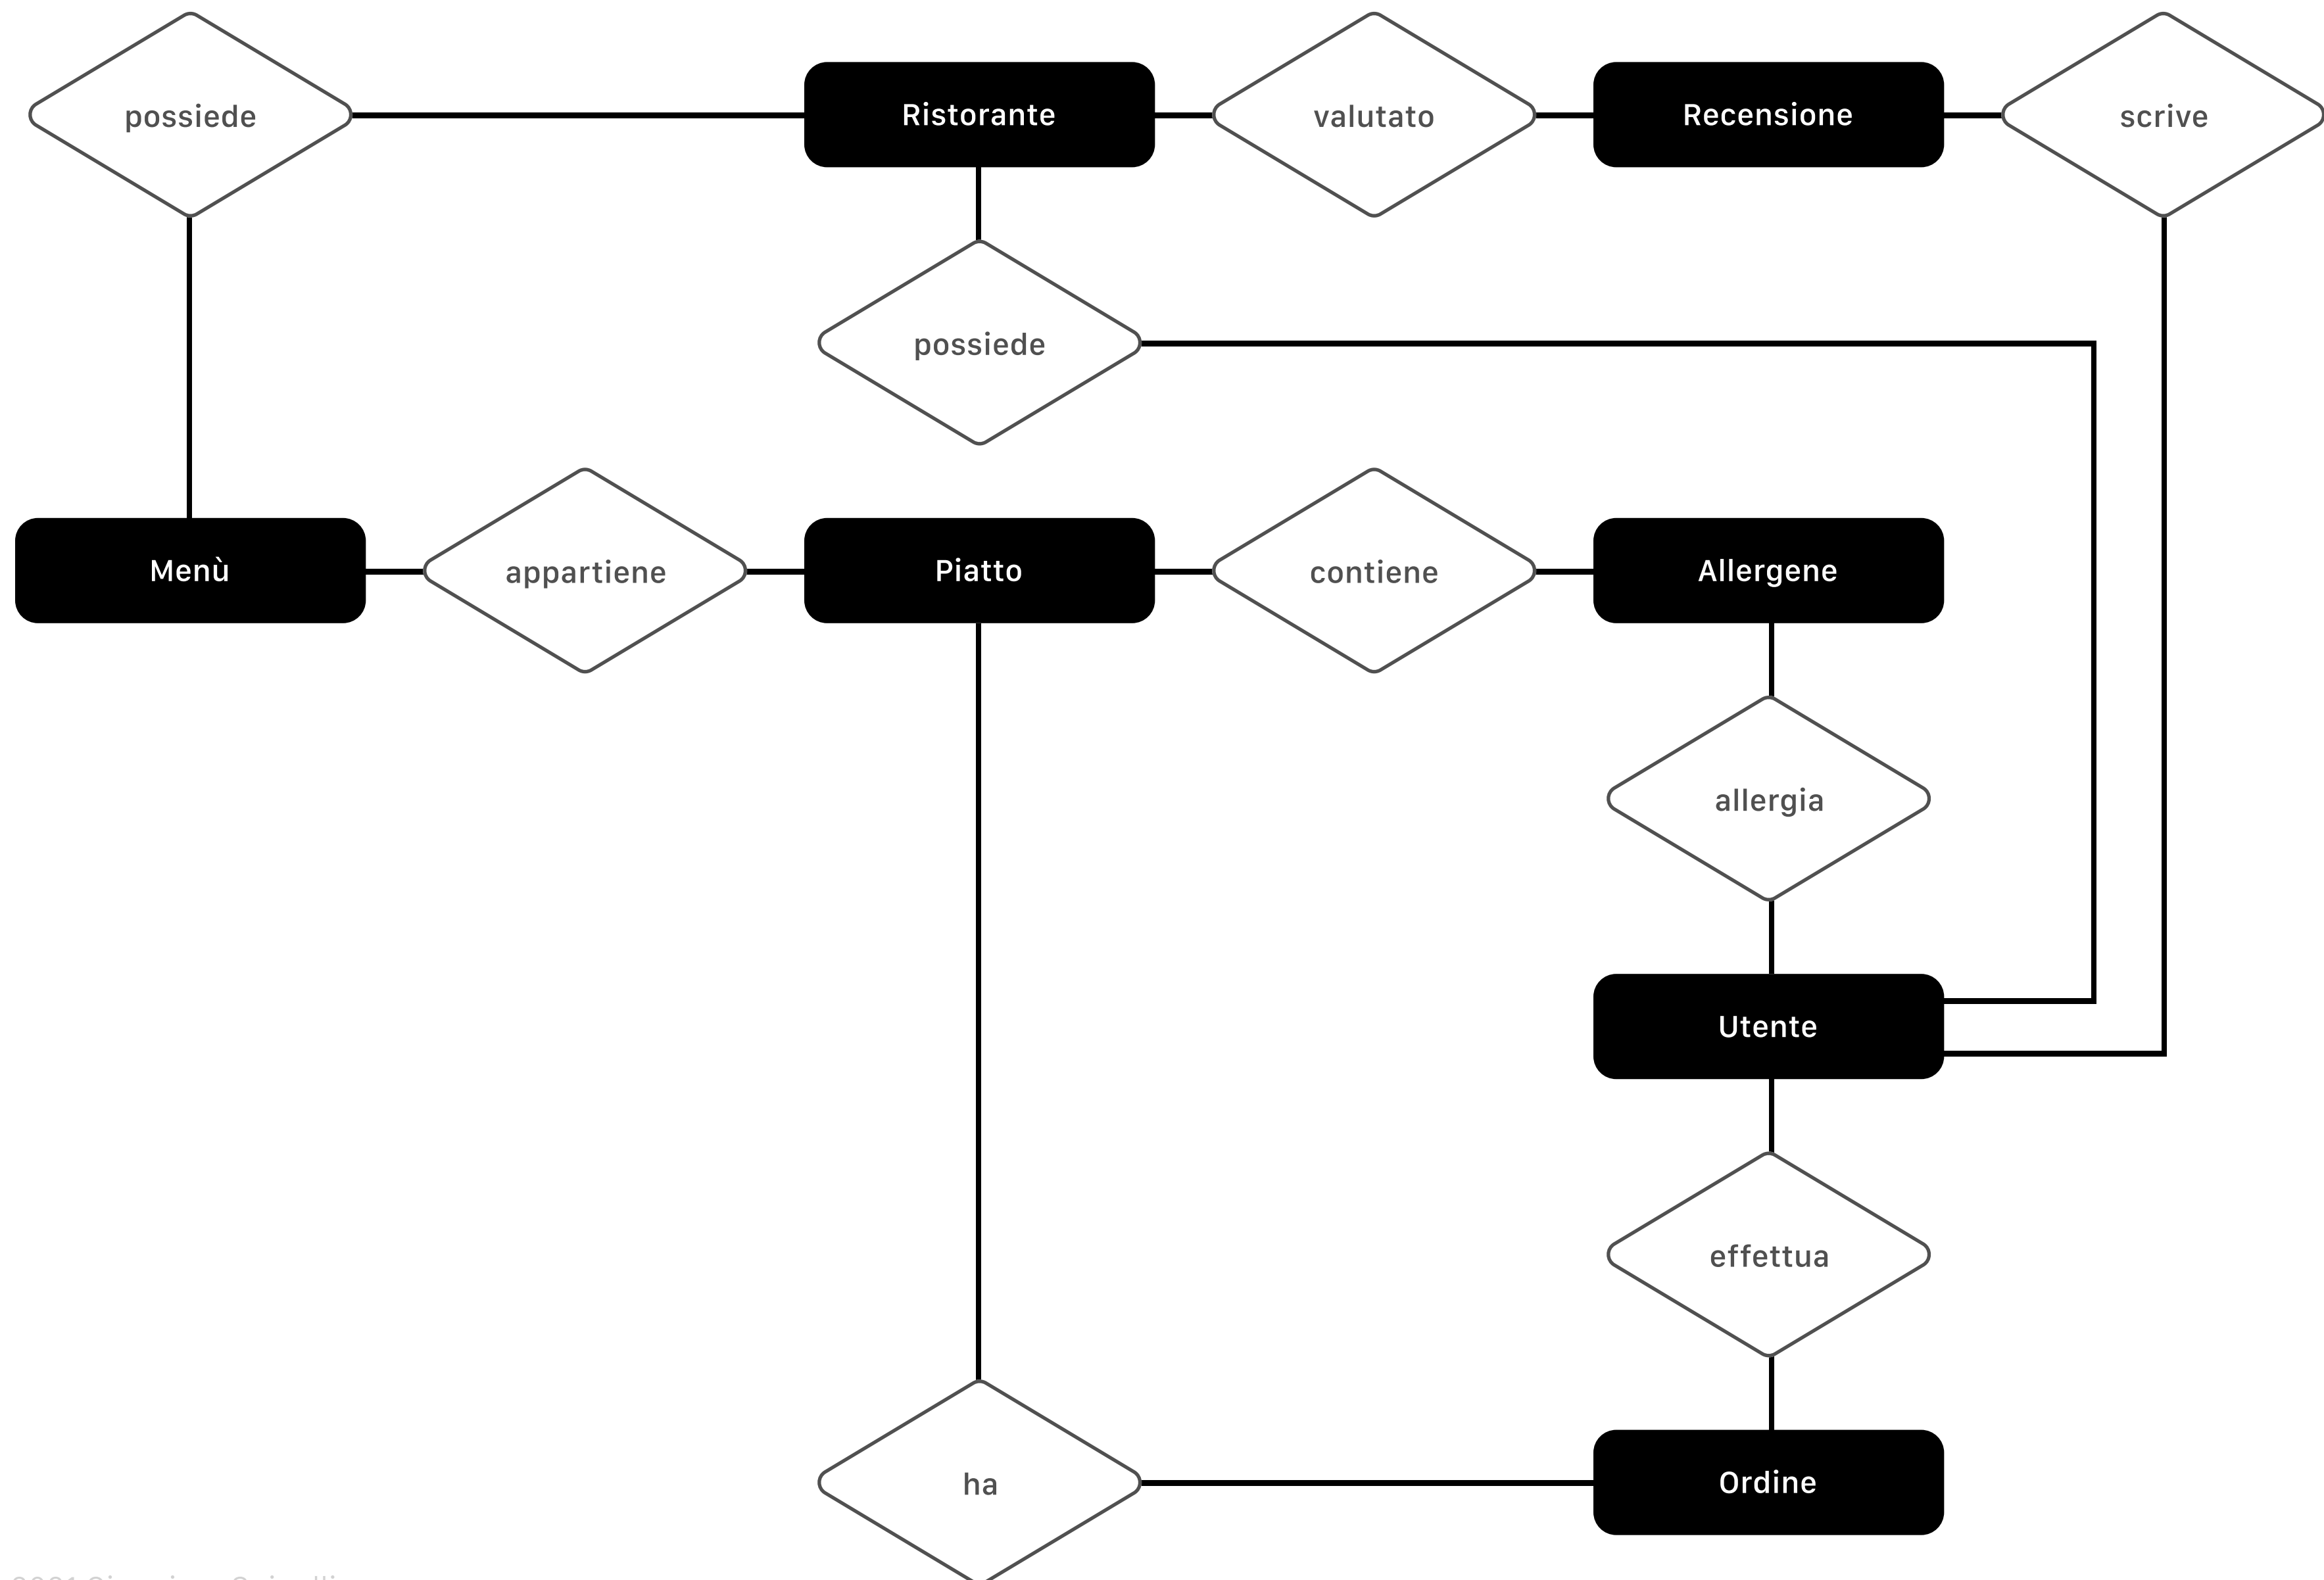 possiede
Ristorante
valutato
Recensione
scrive
possiede
Menù
appartiene
Piatto
contiene
Allergene
allergia
Utente
effettua
ha
Ordine